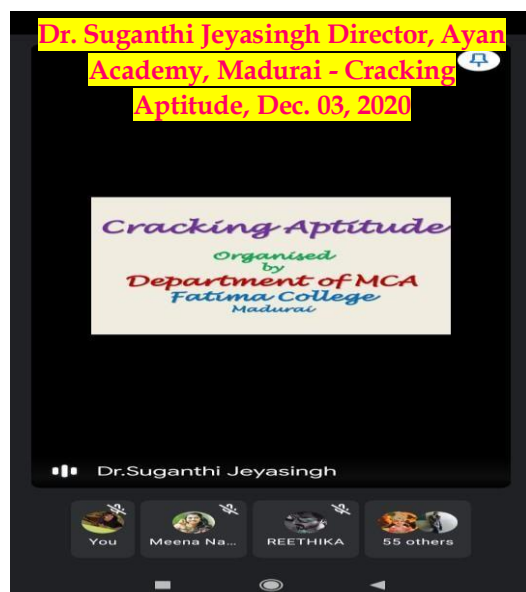 Dr. Suganthi Jeyasingh Director, Ayan
Academy, Madurai - Cracking
Aptitude, Dec. 03, 2020
Cracking Aptitude
Organised
by
Department of MCA
Fatima College
Madurai
Dr.Suganthi Jeyasingh
You
Meena Na...
REETHIKA
55 others